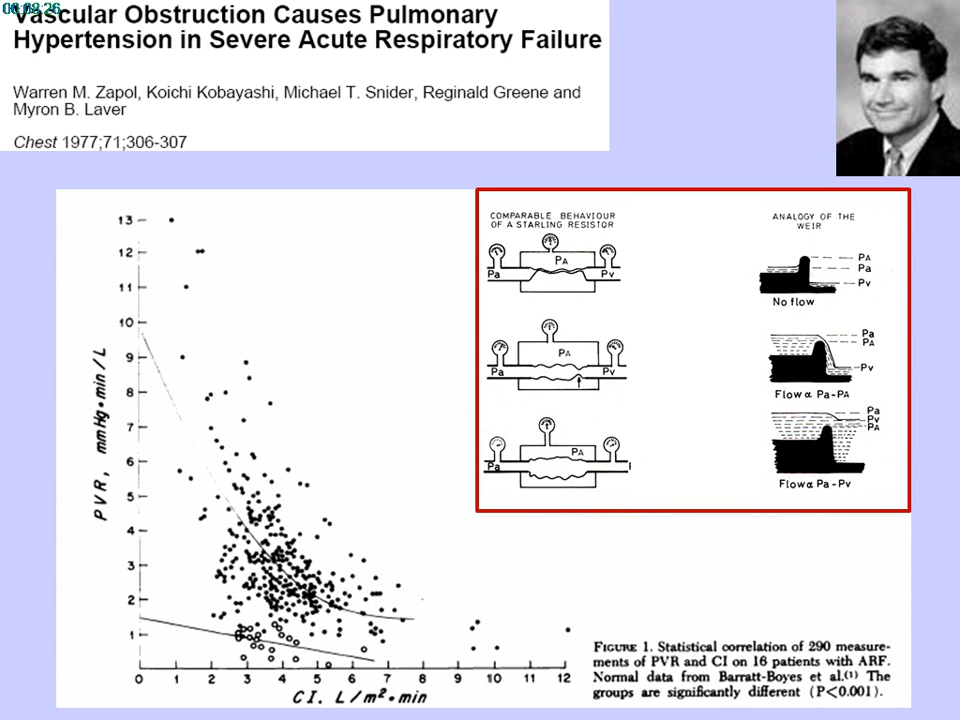 Vascular Obstruction Causes Pulmonary
Hypertension in Severe Acute Respiratory Failure
Warren M. Zapol, Koichi Kobayashi, Michael T. Snider, Reginald Greene and
Myron B. Laver
Chest 1977;71;306-307
COMPARABLE BEHAVIOUR
OF A STARLING RESISTOR
ANALOGY OF THE
WEIR
PA
Pa
Pv
PA
Pa
Pv
No flow
PA
Pa
Pv
Pa
PA
Pv
Flow α Pa-PA
PA
Pa
Pa
Pv
PA
Flow α Pa-Pv
PVR, mmHg•min/L
13
12
11
10
9
8
7
6
5
4
3
2
1
0
1
2
3
4
5
6
7
8
9
10
11
12
CI. L/m²•min
FIGURE 1. Statistical correlation of 290 measure-
ments of PVR and CI on 16 patients with ARF.
Normal data from Barratt-Boyes et al.(1) The
groups are significantly different (P<0.001).